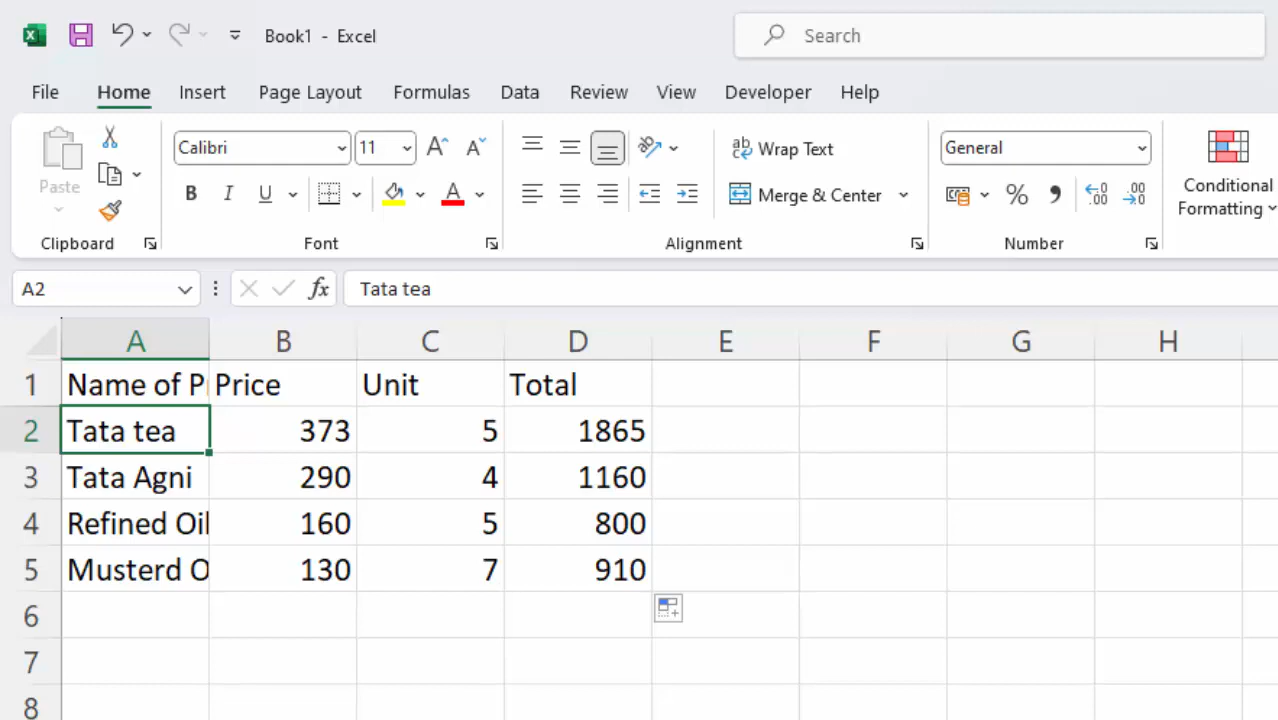 Book1 - Excel
Search
File Home Insert Page Layout Formulas Data Review View Developer Help
Paste
Calibri 11
Wrap Text
General
Conditional
Formatting
B I U
Merge & Center
% .00 .00
Clipboard Font Alignment Number
A2 fx Tata tea
A B C D E F G H
1 Name of P Price Unit Total
2 Tata tea 373 5 1865
3 Tata Agni 290 4 1160
4 Refined Oil 160 5 800
5 Musterd O 130 7 910
6
7
8